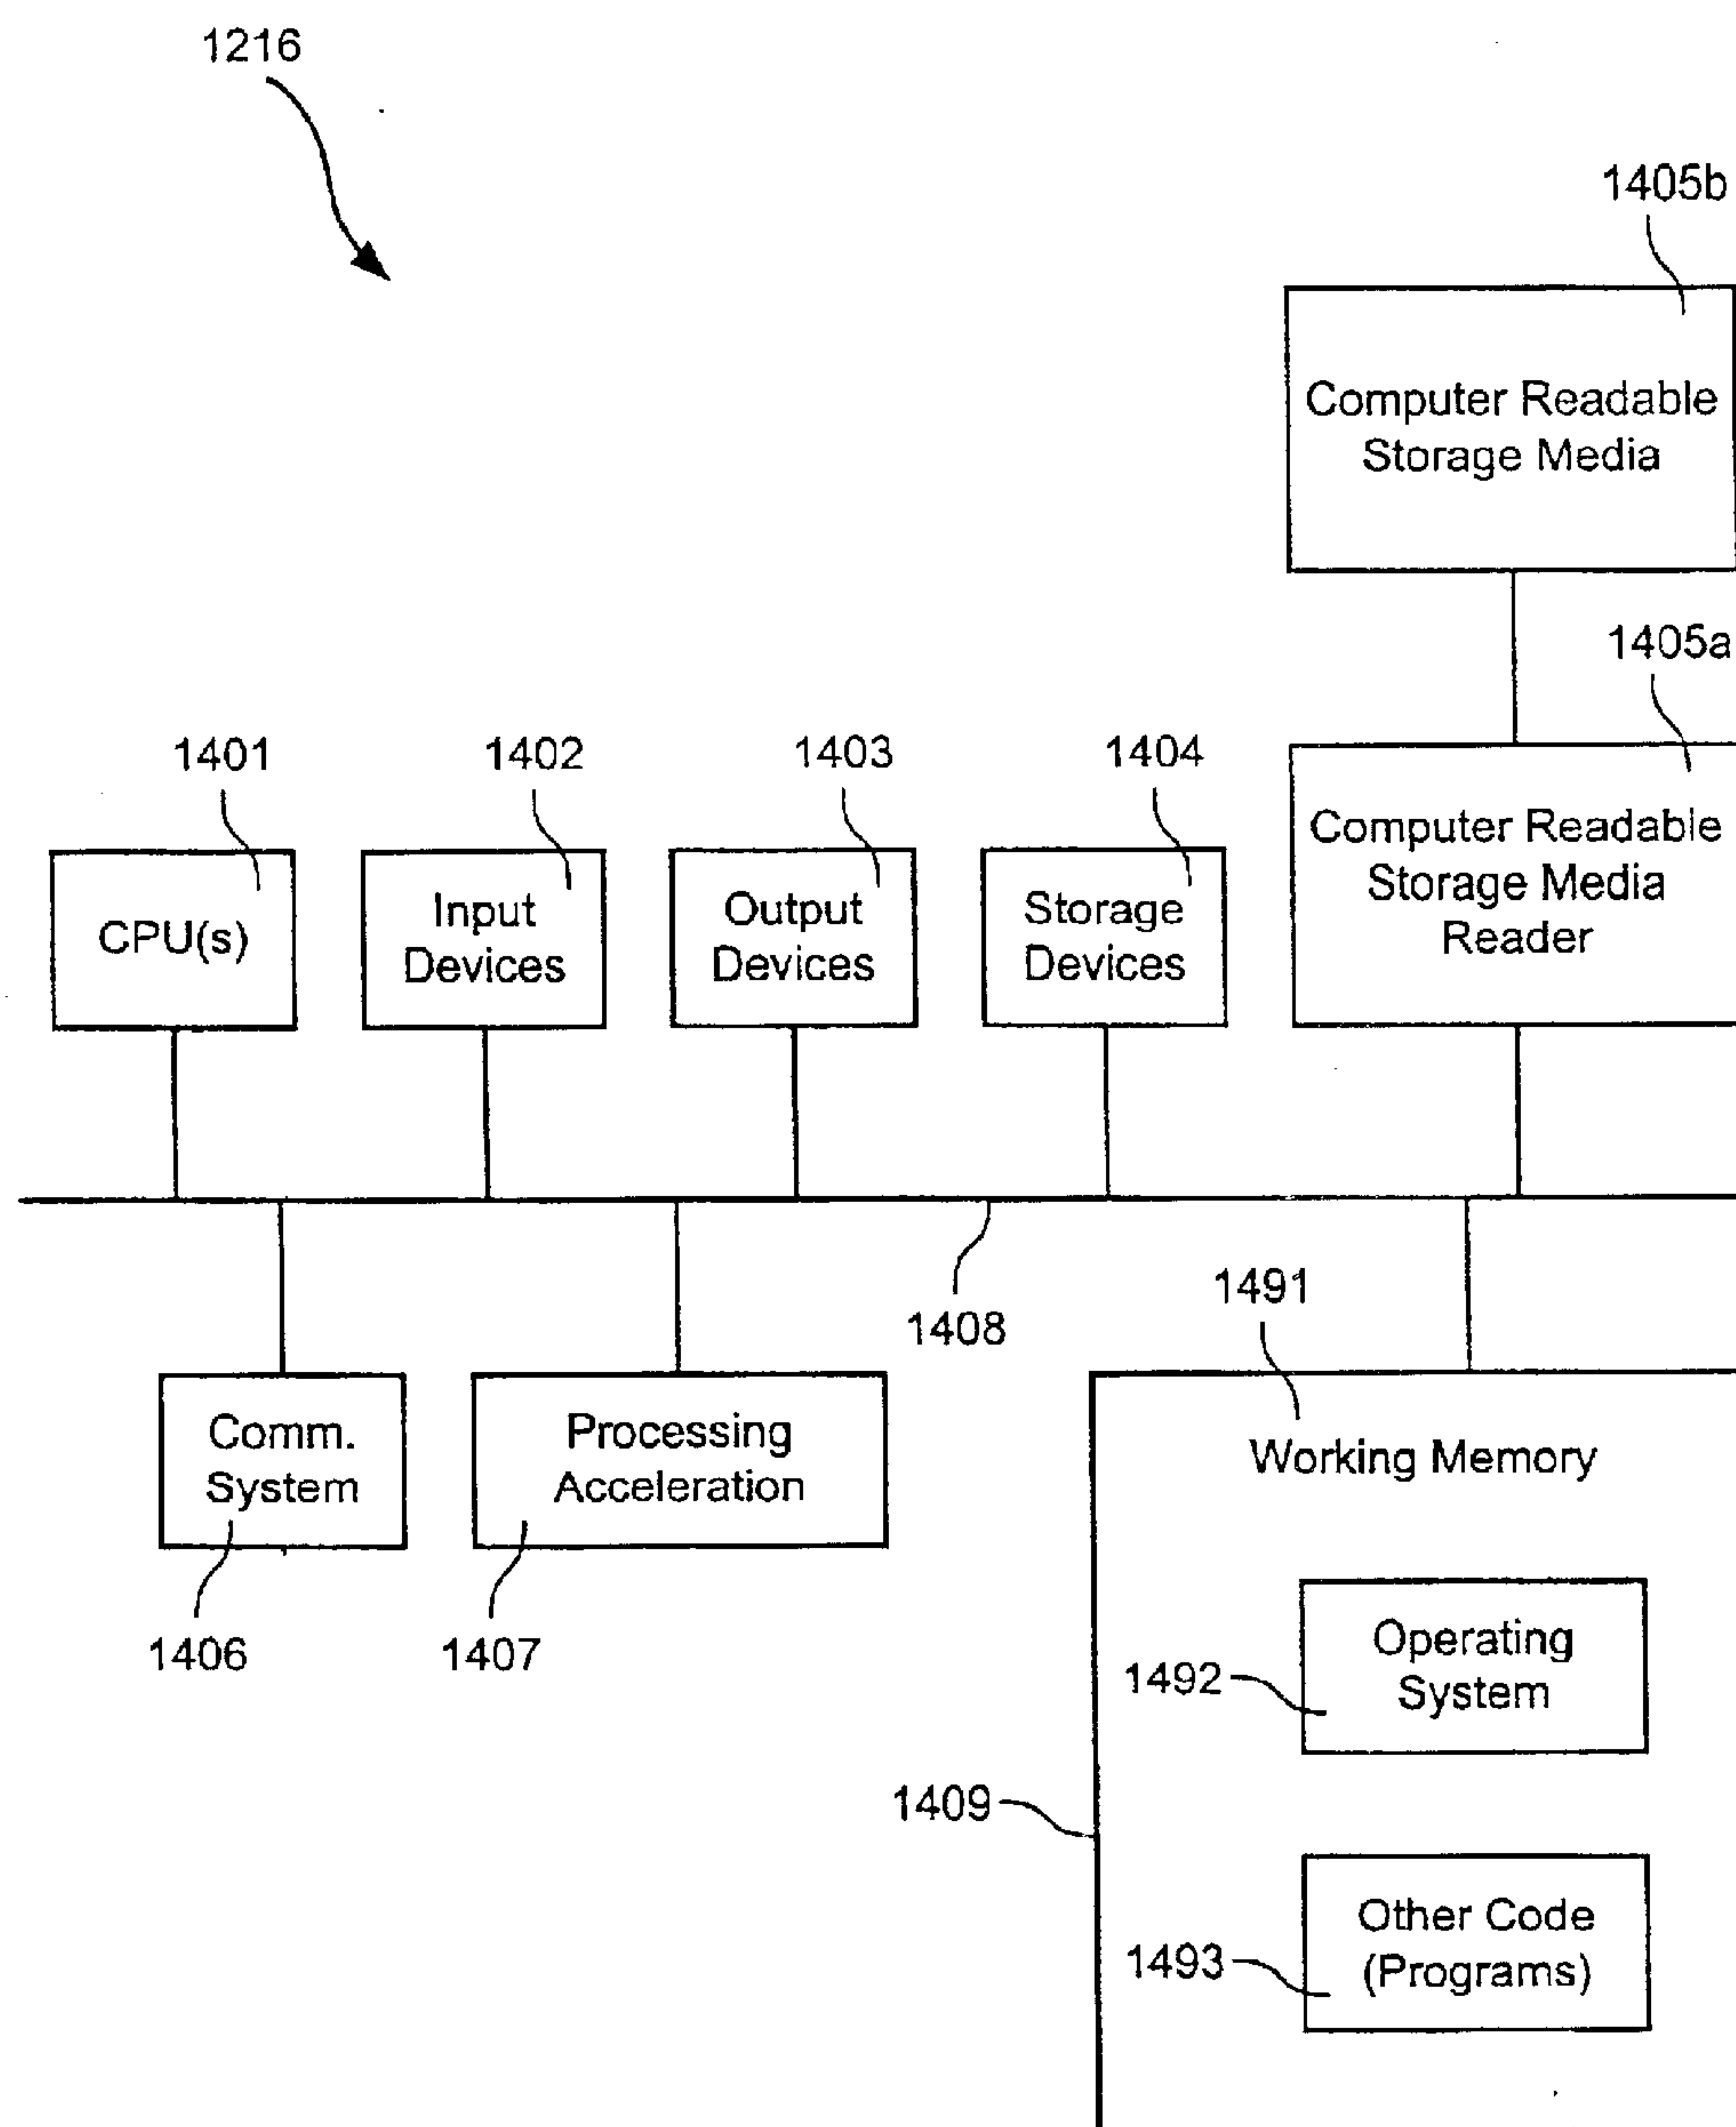 1216
1405b
Computer Readable
Storage Media
1405a
Computer Readable
Storage Media
Reader
1401
1402
1403
1404
CPU(s)
Input
Devices
Output
Devices
Storage
Devices
1408
1491
Comm.
System
Processing
Acceleration
Working Memory
1406
1407
Operating
System
1492
1409
Other Code
(Programs)
1493